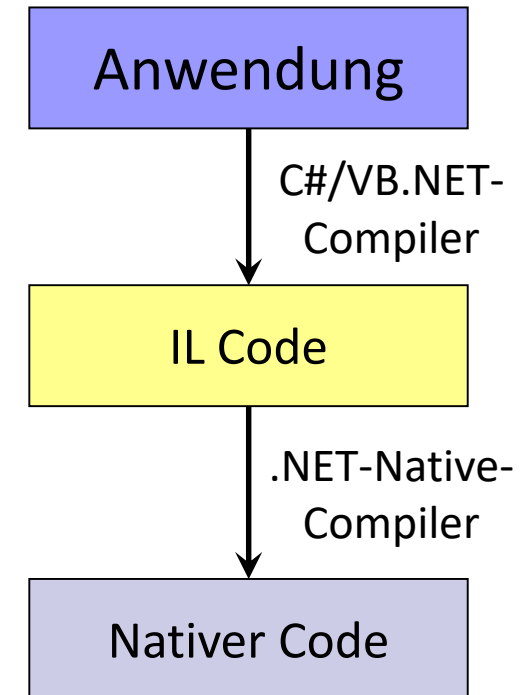 Anwendung
C#/VB.NET-
Compiler
IL Code
.NET-Native-
Compiler
Nativer Code